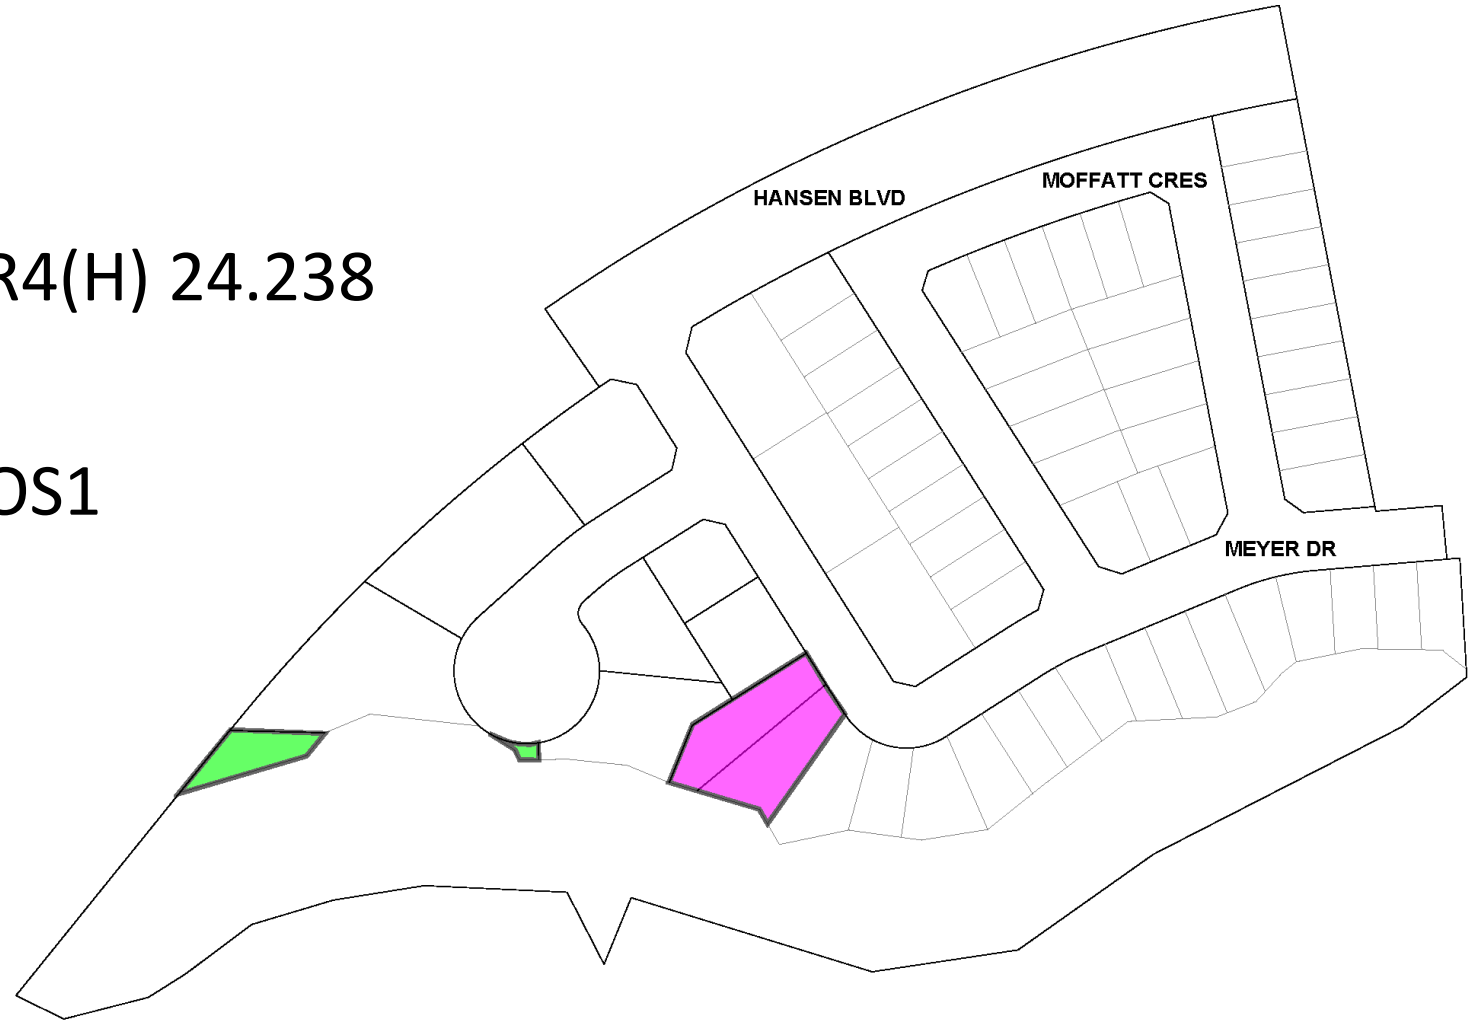 MOFFATT CRES
HANSEN BLVD
R4(H) 24.238
OS1
MEYER DR